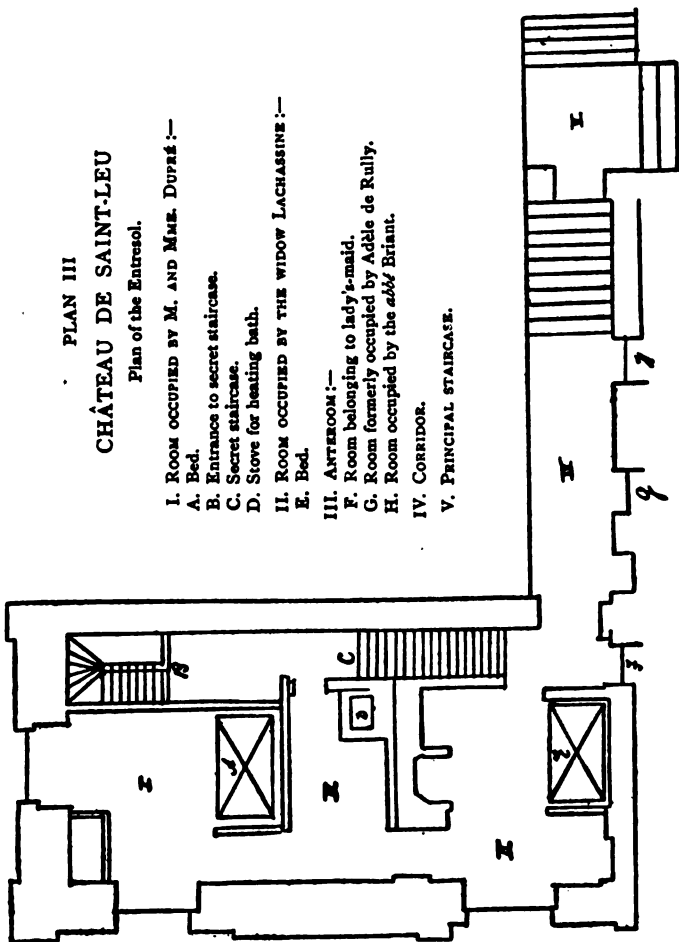 PLAN III
CHÂTEAU DE SAINT-LEU
Plan of the Entresol.
I. ROOM OCCUPIED BY M. AND MME. DUPRÉ :—
A. Bed.
B. Entrance to secret staircase.
C. Secret staircase.
D. Stove for heating bath.
II. ROOM OCCUPIED BY THE WIDOW LACHASSINE :—
E. Bed.
III. ANTEROOM :—
F. Room belonging to lady's-maid.
G. Room formerly occupied by Adèle de Rully.
H. Room occupied by the abbé Briant.
IV. CORRIDOR.
V. PRINCIPAL STAIRCASE.
I
A
B
C
D
III
II
E
F
G
H
IV
V